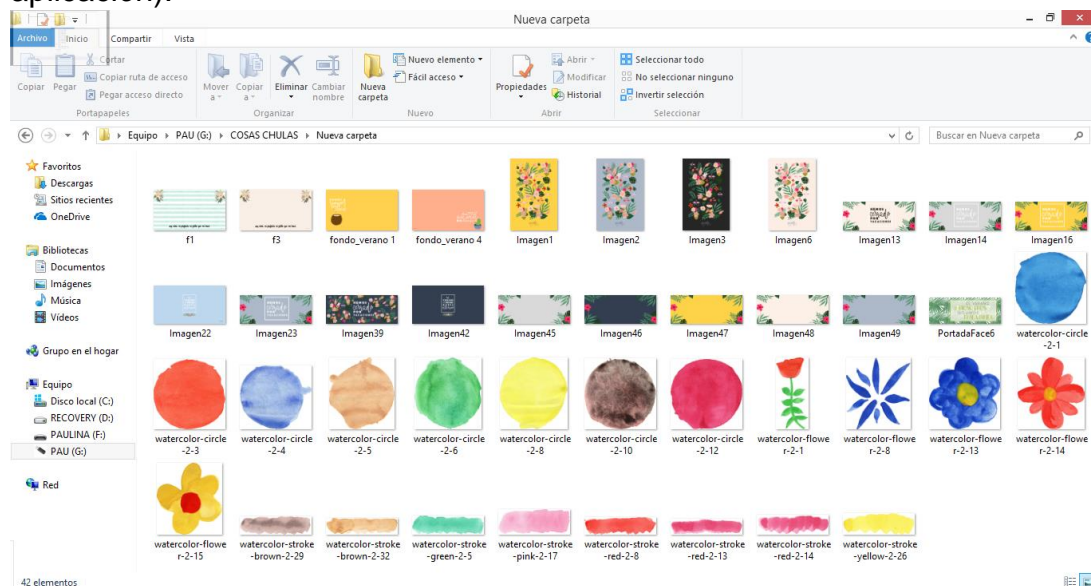 aplicación).
Nueva carpeta
Archivo Inicio Compartir Vista
Copiar
Pegar
Cortar
Copiar ruta de acceso
Pegar acceso directo
Portapapeles
Mover a
Copiar a
Eliminar
Cambiar nombre
Organizar
Nueva carpeta
Nuevo elemento
Fácil acceso
Nuevo
Propiedades
Abrir
Modificar
Historial
Abrir
Seleccionar todo
No seleccionar ninguno
Invertir selección
Seleccionar
Equipo PAU (G:) COSAS CHULAS Nueva carpeta
Buscar en Nueva carpeta
Favoritos
Descargas
Sitios recientes
OneDrive
Bibliotecas
Documentos
Imágenes
Música
Vídeos
Grupo en el hogar
Equipo
Disco local (C:)
RECOVERY (D:)
PAULINA (F:)
PAU (G:)
Red
f1 f3 fondo_verano 1 fondo_verano 4 Imagen1 Imagen2 Imagen3 Imagen6 Imagen13 Imagen14 Imagen16
Imagen22 Imagen23 Imagen39 Imagen42 Imagen45 Imagen46 Imagen47 Imagen48 Imagen49 PortadaFace6 watercolor-circle
-2-1
watercolor-circle watercolor-circle watercolor-circle watercolor-circle watercolor-circle watercolor-circle watercolor-circle watercolor-flowe watercolor-flowe watercolor-flowe watercolor-flowe
-2-3 -2-4 -2-5 -2-6 -2-8 -2-10 -2-12 r-2-1 r-2-8 r-2-13 r-2-14
watercolor-flowe watercolor-stroke watercolor-stroke watercolor-stroke watercolor-stroke watercolor-stroke watercolor-stroke watercolor-stroke watercolor-stroke
r-2-15 -brown-2-29 -brown-2-32 -green-2-5 -pink-2-17 -red-2-8 -red-2-13 -red-2-14 -yellow-2-26
42 elementos